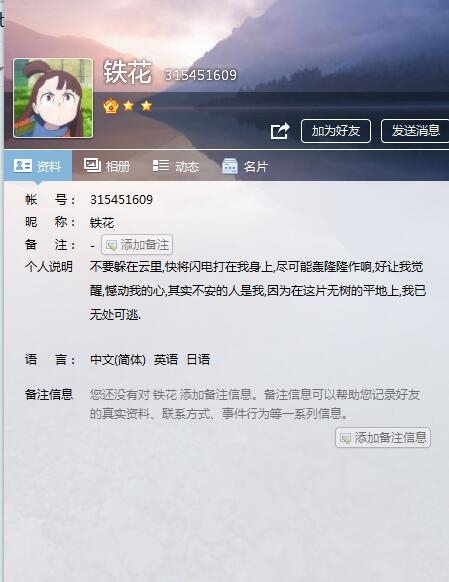 铁花 315451609
加为好友 发送消息
资料 相册 动态 名片
帐 号： 315451609
昵 称： 铁花
备 注： - 添加备注
个人说明 不要躲在云里,快将闪电打在我身上,尽可能轰隆隆作响,好让我觉
醒,憾动我的心,其实不安的人是我,因为在这片无树的平地上,我已
无处可逃.
语 言： 中文(简体) 英语 日语
备注信息 您还没有对 铁花 添加备注信息。备注信息可以帮助您记录好友
的真实资料、联系方式、事件行为等一系列信息。
添加备注信息